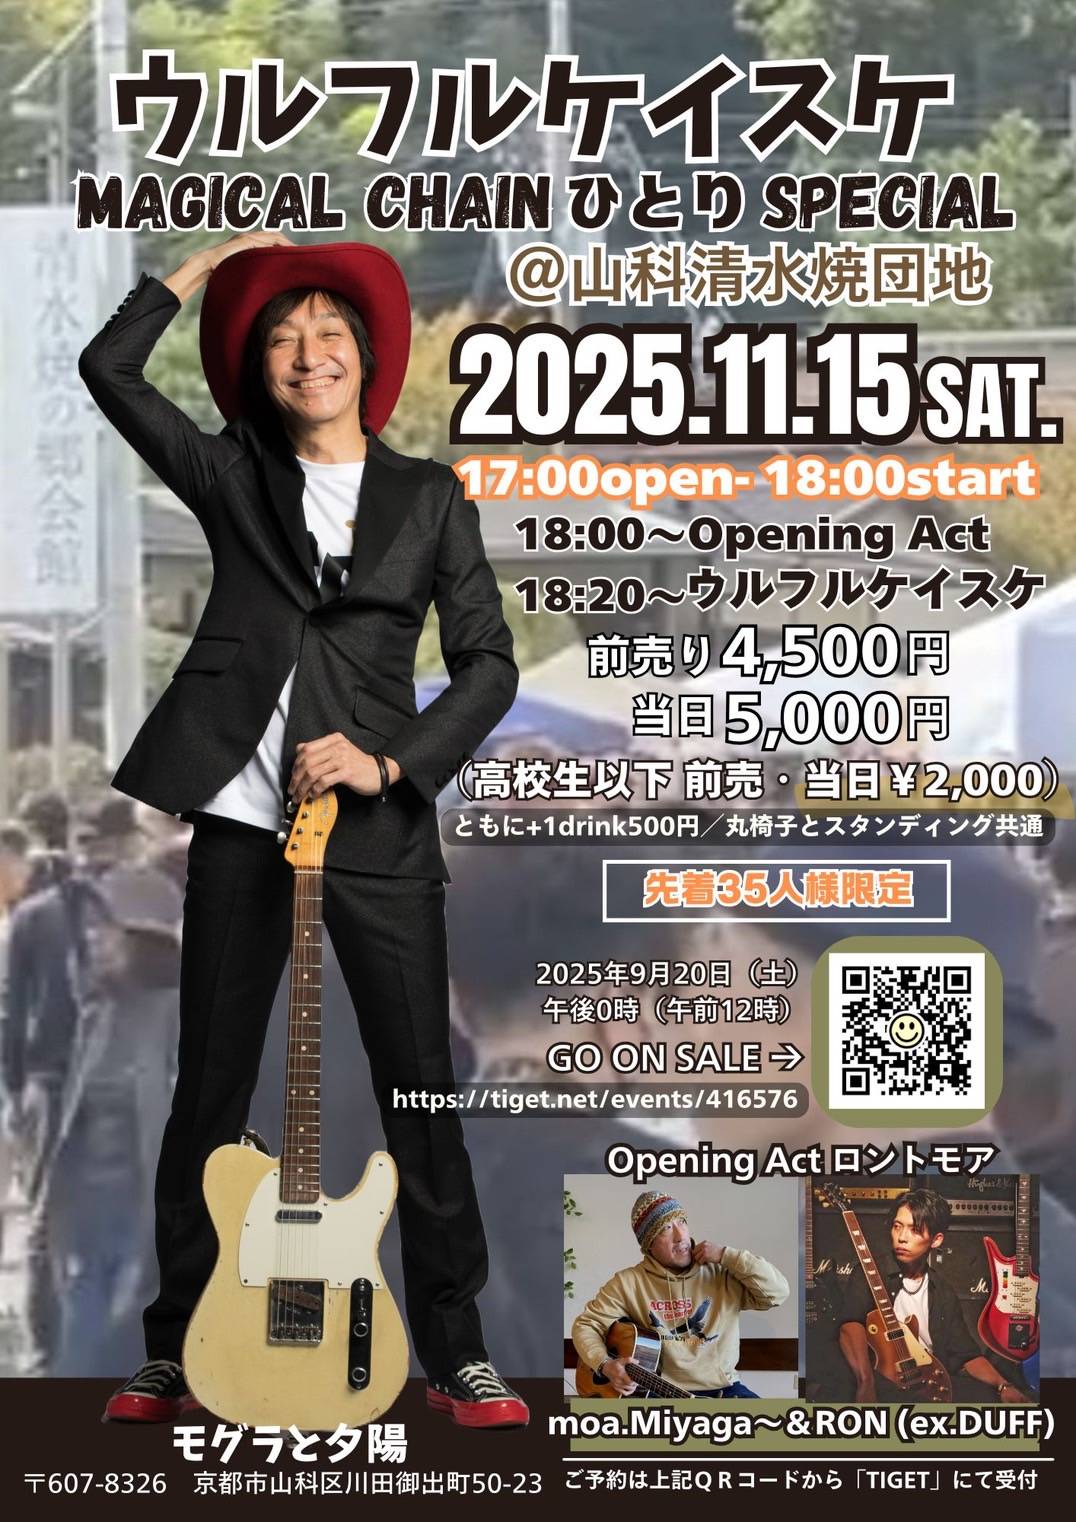 ウルフルケイスケ
MAGICAL CHAIN ひとり SPECIAL
@山科清水焼団地
2025.11.15 SAT.
17:00open- 18:00start
18:00〜Opening Act
18:20〜ウルフルケイスケ
前売り4,500円
当日5,000円
(高校生以下 前売・当日¥2,000)
ともに+1drink500円／丸椅子とスタンディング共通
先着35人様限定
2025年9月20日（土）
午後0時（午前12時）
GO ON SALE →
https://tiget.net/events/416576
Opening Act ロントモア
ACROSS
Marshall
moa.Miyaga〜＆RON (ex.DUFF)
ご予約は上記ＱＲコードから「TIGET」にて受付
モグラと夕陽
〒607-8326 京都市山科区川田御出町50-23